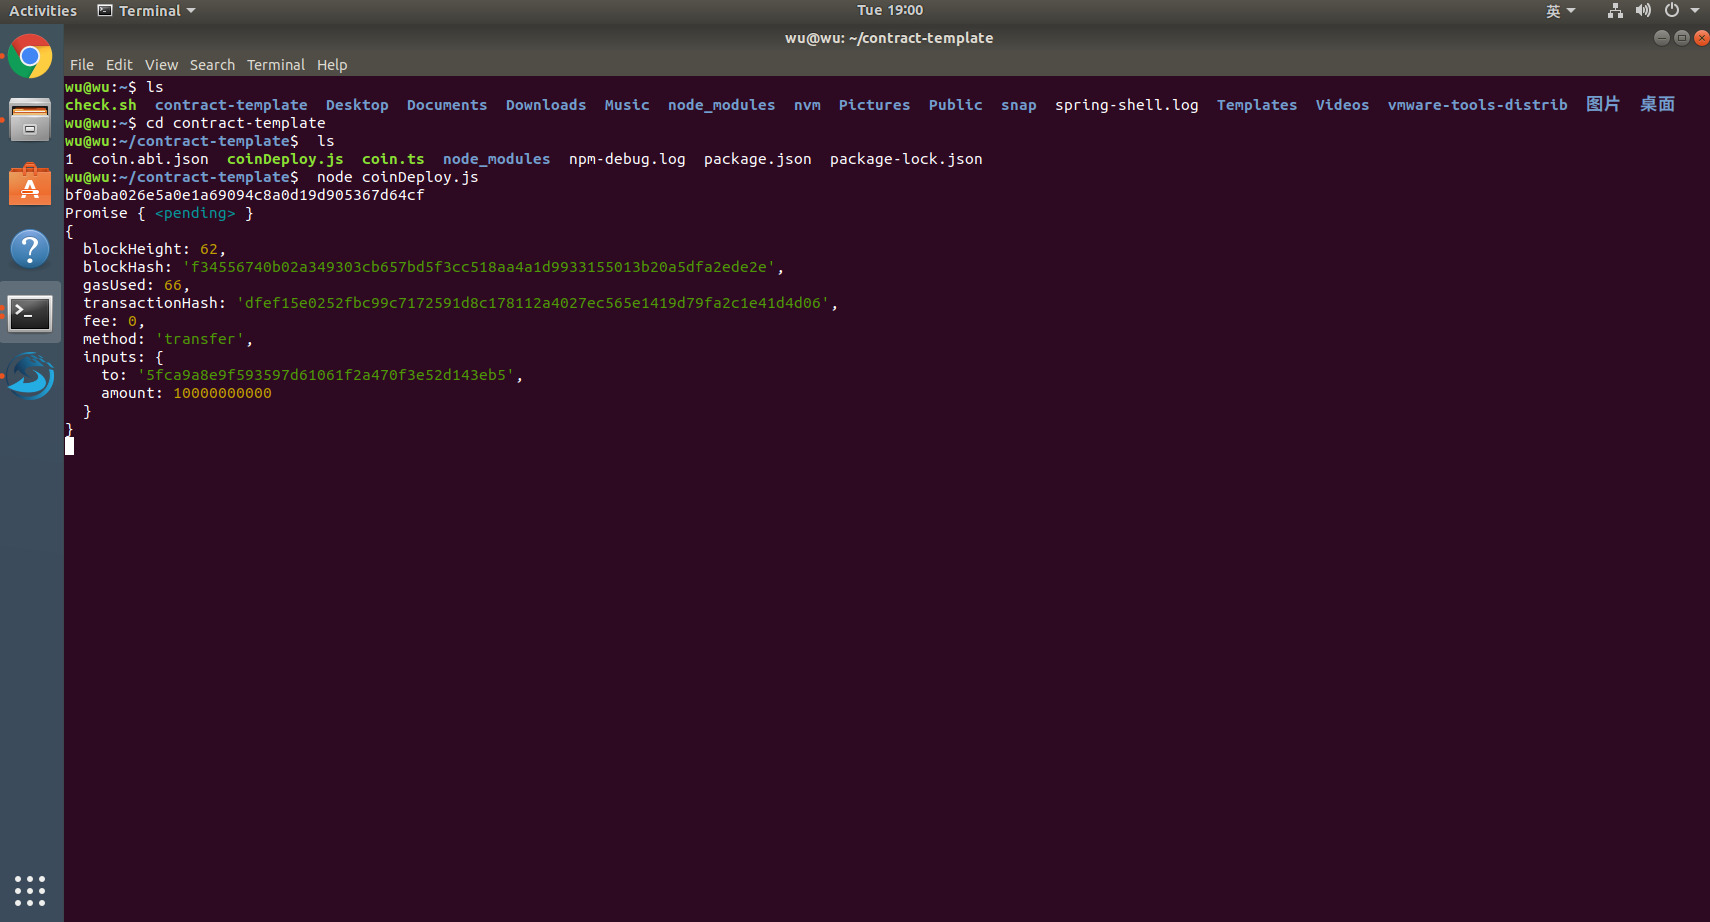 Activities Terminal Tue 19:00 英
wu@wu: ~/contract-template
File Edit View Search Terminal Help
wu@wu:~$ ls
check.sh contract-template Desktop Documents Downloads Music node_modules nvm Pictures Public snap spring-shell.log Templates Videos vmware-tools-distrib 图片 桌面
wu@wu:~$ cd contract-template
wu@wu:~/contract-template$ ls
1 coin.abi.json coinDeploy.js coin.ts node_modules npm-debug.log package.json package-lock.json
wu@wu:~/contract-template$ node coinDeploy.js
bf0aba026e5a0e1a69094c8a0d19d905367d64cf
Promise { <pending> }
{
blockHeight: 62,
blockHash: 'f34556740b02a349303cb657bd5f3cc518aa4a1d9933155013b20a5dfa2ede2e',
gasUsed: 66,
transactionHash: 'dfef15e0252fbc99c7172591d8c178112a4027ec565e1419d79fa2c1e41d4d06',
fee: 0,
method: 'transfer',
inputs: {
to: '5fca9a8e9f593597d61061f2a470f3e52d143eb5',
amount: 10000000000
}
}